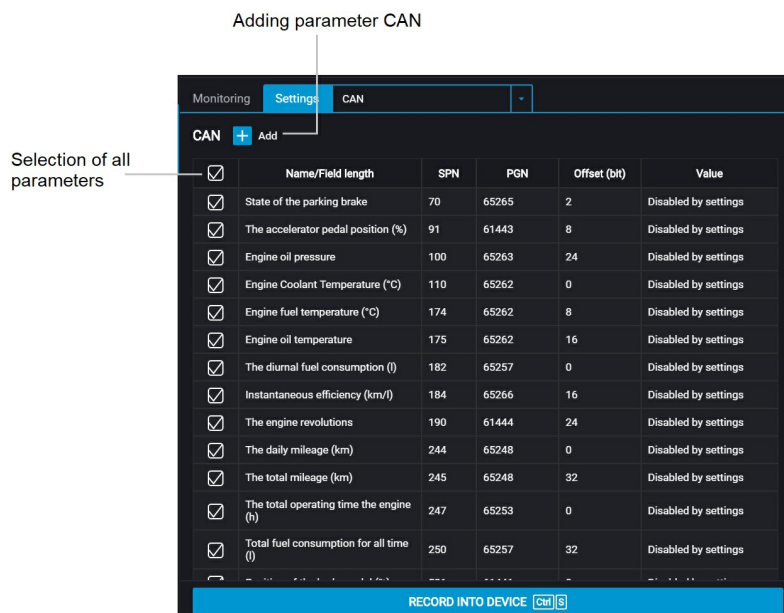 Adding parameter CAN
Monitoring Settings CAN
CAN + Add
Selection of all
parameters
Name/Field length SPN PGN Offset (bit) Value
State of the parking brake 70 65265 2 Disabled by settings
The accelerator pedal position (%) 91 61443 8 Disabled by settings
Engine oil pressure 100 65263 24 Disabled by settings
Engine Coolant Temperature (°C) 110 65262 0 Disabled by settings
Engine fuel temperature (°C) 174 65262 8 Disabled by settings
Engine oil temperature 175 65262 16 Disabled by settings
The diurnal fuel consumption (l) 182 65257 0 Disabled by settings
Instantaneous efficiency (km/l) 184 65266 16 Disabled by settings
The engine revolutions 190 61444 24 Disabled by settings
The daily mileage (km) 244 65248 0 Disabled by settings
The total mileage (km) 245 65248 32 Disabled by settings
The total operating time the engine
(h) 247 65253 0 Disabled by settings
Total fuel consumption for all time
(l) 250 65257 32 Disabled by settings
RECORD INTO DEVICE Ctrl S